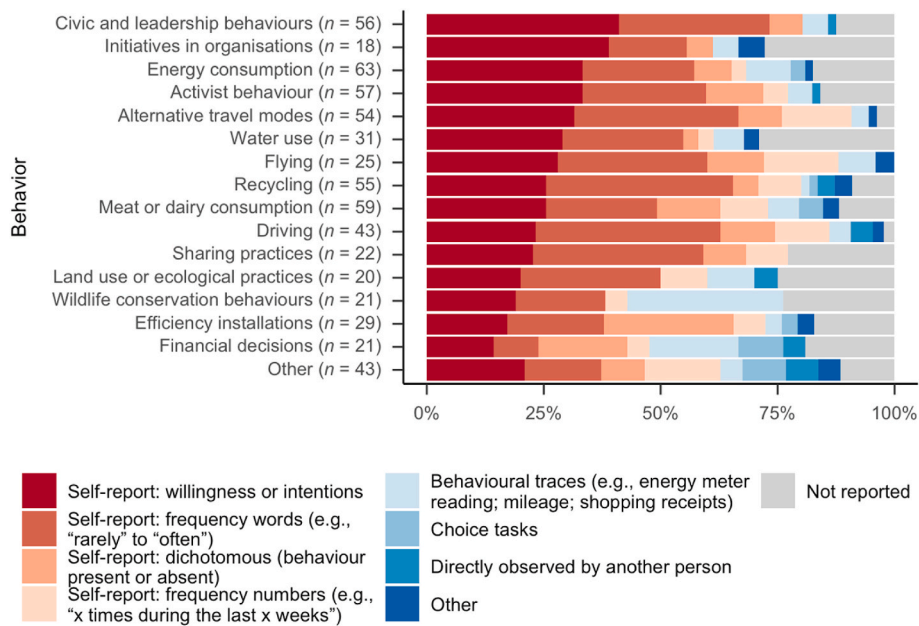 Behavior
Civic and leadership behaviours (n = 56)
Initiatives in organisations (n = 18)
Energy consumption (n = 63)
Activist behaviour (n = 57)
Alternative travel modes (n = 54)
Water use (n = 31)
Flying (n = 25)
Recycling (n = 55)
Meat or dairy consumption (n = 59)
Driving (n = 43)
Sharing practices (n = 22)
Land use or ecological practices (n = 20)
Wildlife conservation behaviours (n = 21)
Efficiency installations (n = 29)
Financial decisions (n = 21)
Other (n = 43)
0% 25% 50% 75% 100%
Self-report: willingness or intentions
Self-report: frequency words (e.g.,
“rarely” to “often”)
Self-report: dichotomous (behaviour
present or absent)
Self-report: frequency numbers (e.g.,
“x times during the last x weeks”)
Behavioural traces (e.g., energy meter
reading; mileage; shopping receipts)
Choice tasks
Directly observed by another person
Other
Not reported